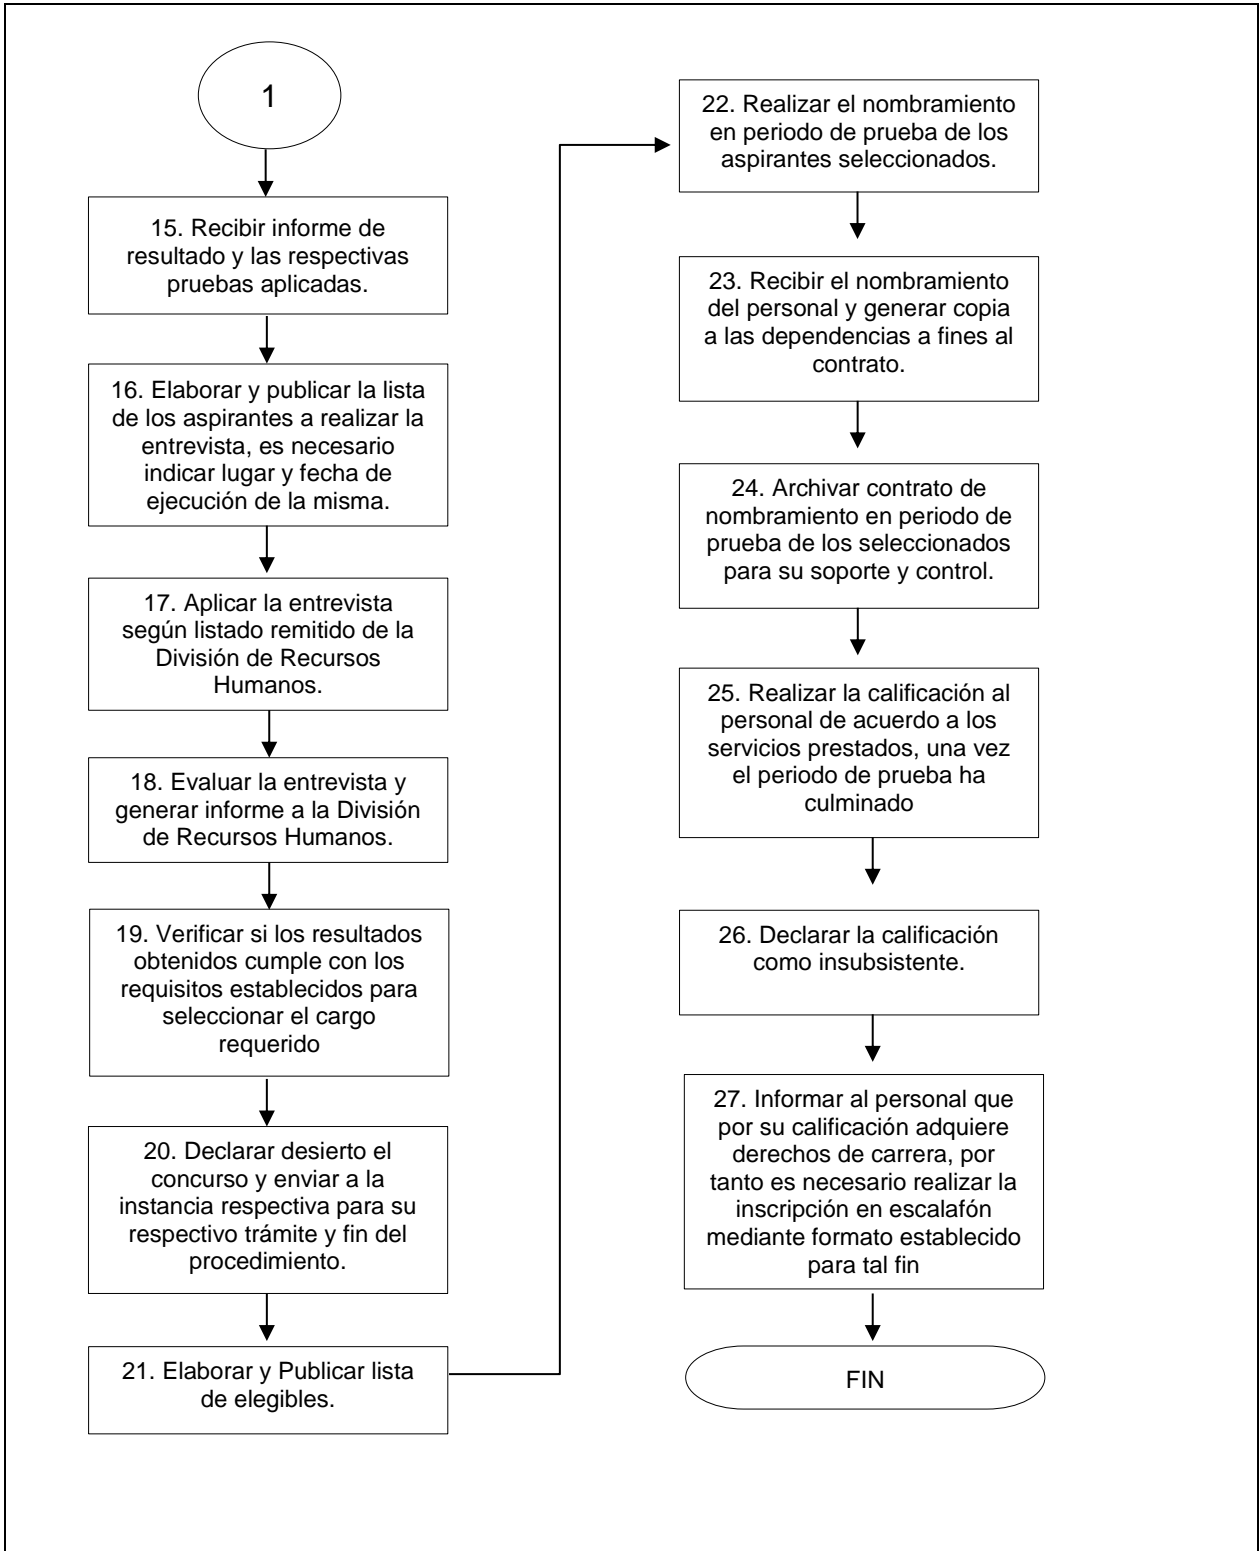 1
15. Recibir informe de
resultado y las respectivas
pruebas aplicadas.
16. Elaborar y publicar la lista
de los aspirantes a realizar la
entrevista, es necesario
indicar lugar y fecha de
ejecución de la misma.
17. Aplicar la entrevista
según listado remitido de la
División de Recursos
Humanos.
18. Evaluar la entrevista y
generar informe a la División
de Recursos Humanos.
19. Verificar si los resultados
obtenidos cumple con los
requisitos establecidos para
seleccionar el cargo
requerido
20. Declarar desierto el
concurso y enviar a la
instancia respectiva para su
respectivo trámite y fin del
procedimiento.
21. Elaborar y Publicar lista
de elegibles.
22. Realizar el nombramiento
en periodo de prueba de los
aspirantes seleccionados.
23. Recibir el nombramiento
del personal y generar copia
a las dependencias a fines al
contrato.
24. Archivar contrato de
nombramiento en periodo de
prueba de los seleccionados
para su soporte y control.
25. Realizar la calificación al
personal de acuerdo a los
servicios prestados, una vez
el periodo de prueba ha
culminado
26. Declarar la calificación
como insubsistente.
27. Informar al personal que
por su calificación adquiere
derechos de carrera, por
tanto es necesario realizar la
inscripción en escalafón
mediante formato establecido
para tal fin
FIN